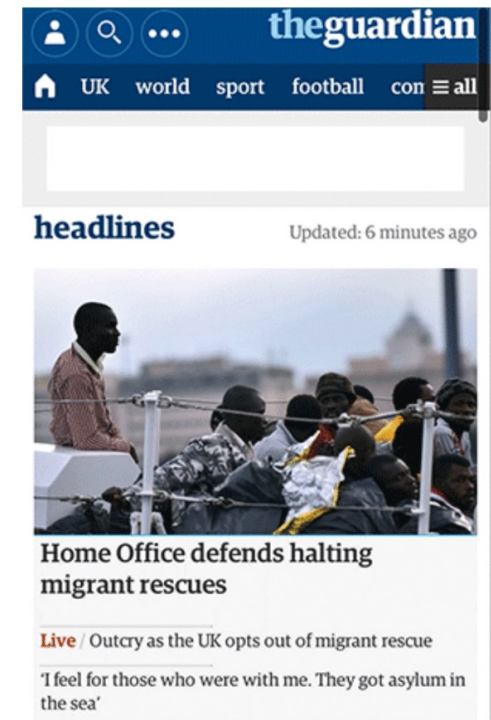 theguardian
UK world sport football com ≡ all
headlines
Updated: 6 minutes ago
Home Office defends halting
migrant rescues
Live / Outcry as the UK opts out of migrant rescue
'I feel for those who were with me. They got asylum in
the sea'